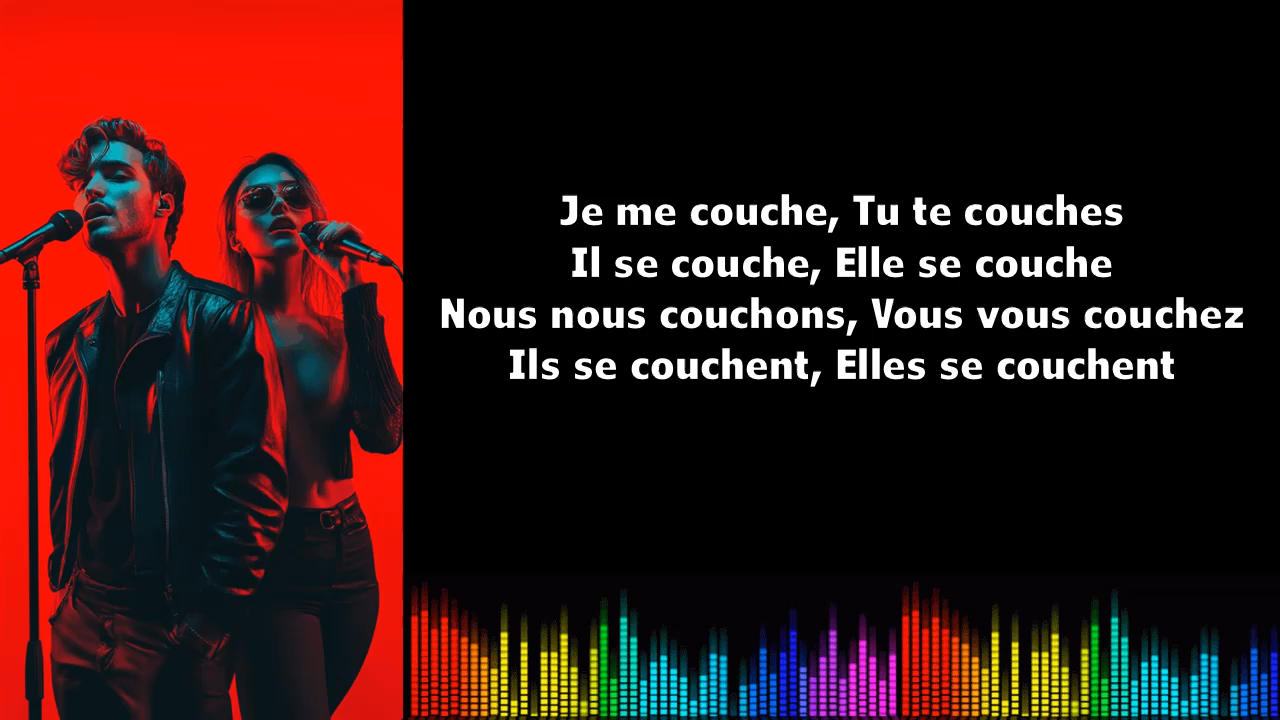 Je me couche, Tu te couches
Il se couche, Elle se couche
Nous nous couchons, Vous vous couchez
Ils se couchent, Elles se couchent